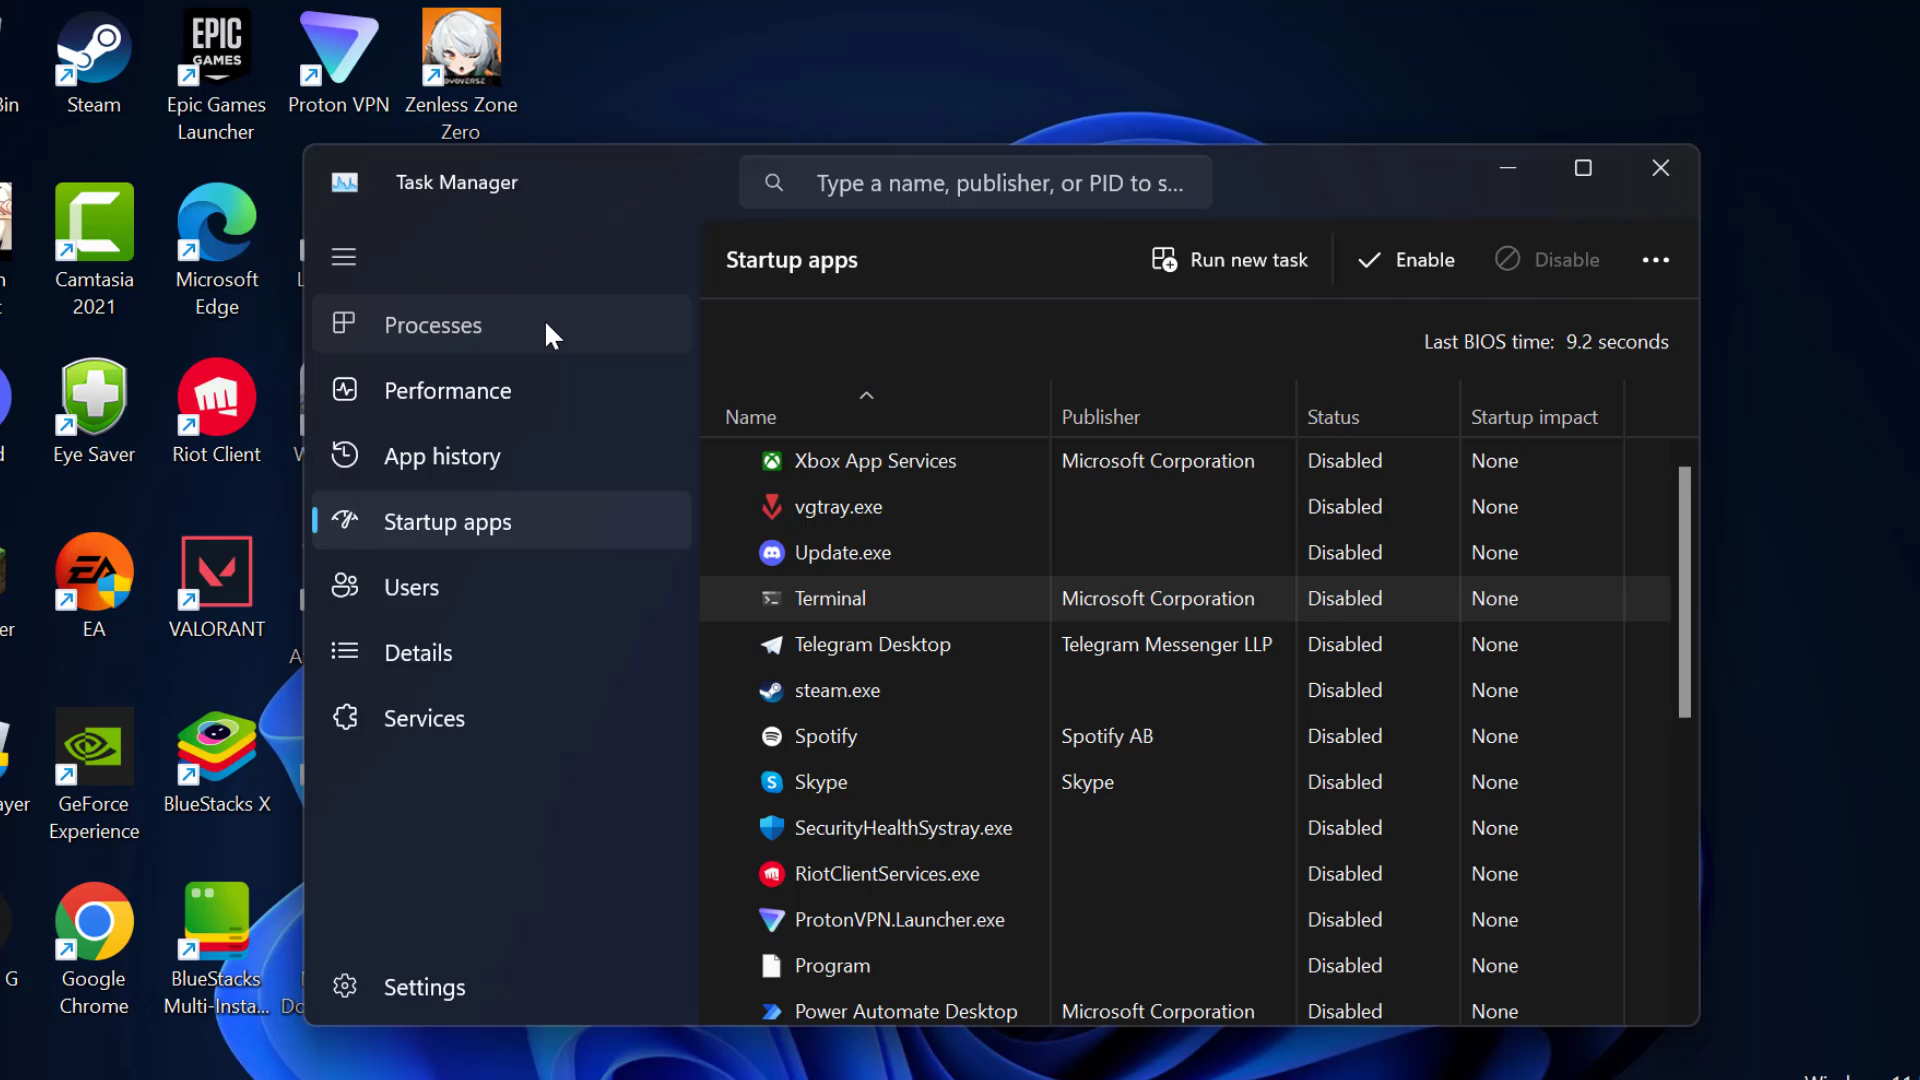 Bin
Steam
EPIC
GAMES
Epic Games
Launcher
Proton VPN
Zenless Zone
Zero
Task Manager
Type a name, publisher, or PID to s...
Camtasia
2021
Microsoft
Edge
Startup apps
Run new task
Enable
Disable
Processes
Last BIOS time: 9.2 seconds
Performance
Name
Publisher
Status
Startup impact
Eye Saver
Riot Client
App history
Xbox App Services
Microsoft Corporation
Disabled
None
vgtray.exe
Disabled
None
Startup apps
Update.exe
Disabled
None
EA
EA
VALORANT
Users
Terminal
Microsoft Corporation
Disabled
None
Details
Telegram Desktop
Telegram Messenger LLP
Disabled
None
steam.exe
Disabled
None
Services
Spotify
Spotify AB
Disabled
None
GeForce
Experience
BlueStacks X
Skype
Skype
Disabled
None
SecurityHealthSystray.exe
Disabled
None
RiotClientServices.exe
Disabled
None
ProtonVPN.Launcher.exe
Disabled
None
G
Google
Chrome
BlueStacks
Multi-Insta...
Settings
Program
Disabled
None
Power Automate Desktop
Microsoft Corporation
Disabled
None